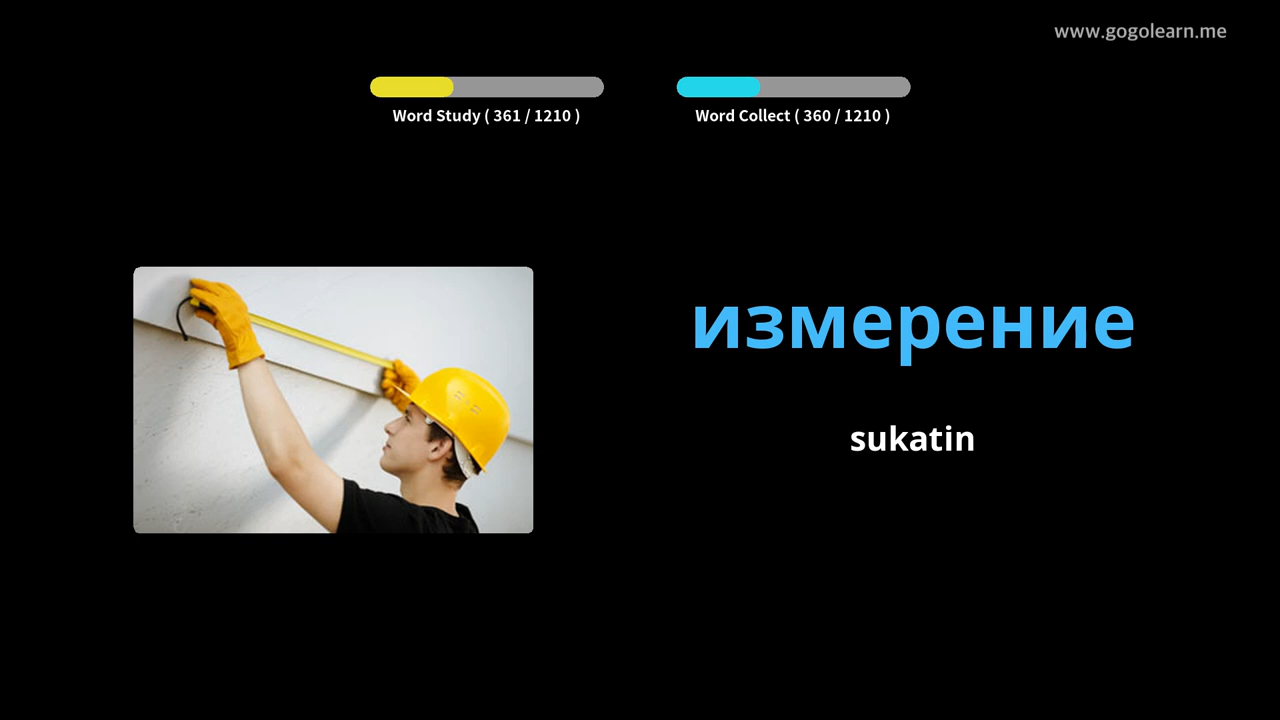 www.gogolearn.me
Word Study ( 361 / 1210 )
Word Collect ( 360 / 1210 )
измерение
sukatin